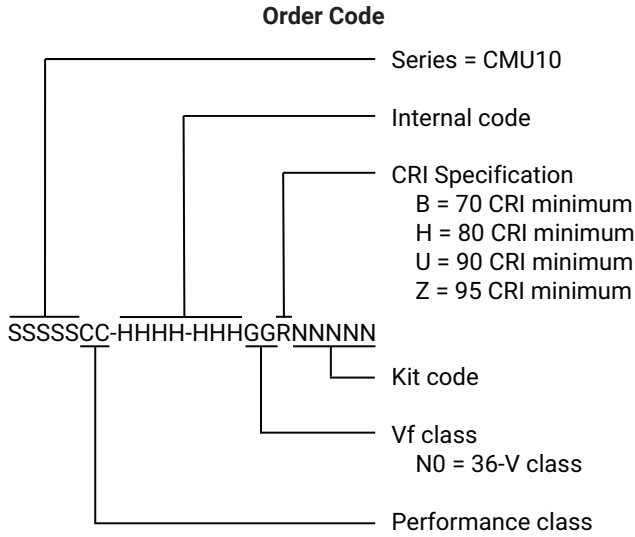 Order Code
Series = CMU10
Internal code
CRI Specification
B = 70 CRI minimum
H = 80 CRI minimum
U = 90 CRI minimum
Z = 95 CRI minimum
SSSSSCC-HHHH-HHHGGRNNNNN
Kit code
Vf class
N0 = 36-V class
Performance class